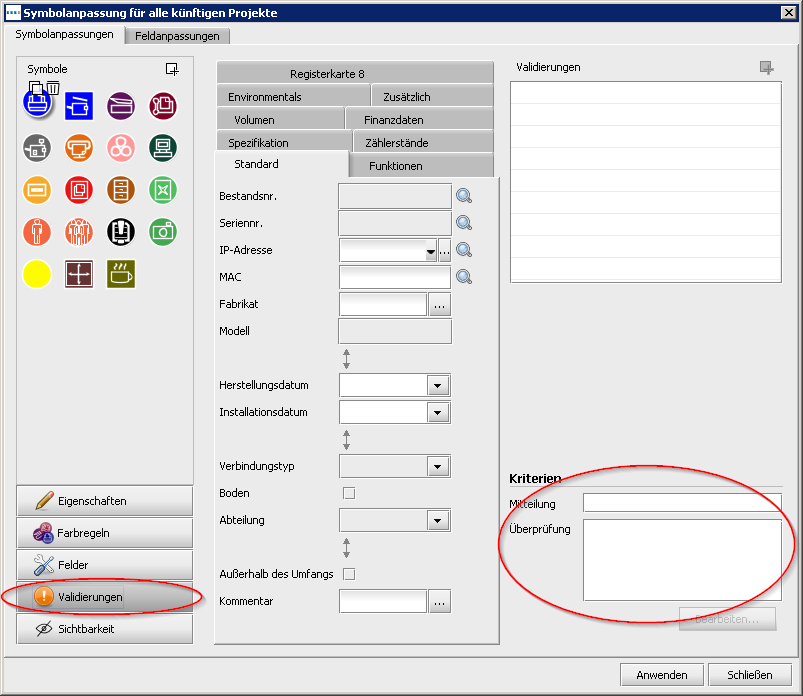 Symbolanpassung für alle künftigen Projekte
Symbolanpassungen
Feldanpassungen
Symbole
Eigenschaften
Farbregeln
Felder
Validierungen
Sichtbarkeit
Registerkarte 8
Environmentals
Zusätzlich
Volumen
Finanzdaten
Spezifikation
Zählerstände
Standard
Funktionen
Bestandsnr.
Seriennr.
IP-Adresse
...
MAC
Fabrikat
...
Modell
Herstellungsdatum
Installationsdatum
Verbindungstyp
Boden
Abteilung
Außerhalb des Umfangs
Kommentar
...
Validierungen
Kriterien
Mitteilung
Überprüfung
Bearbeiten...
Anwenden
Schließen